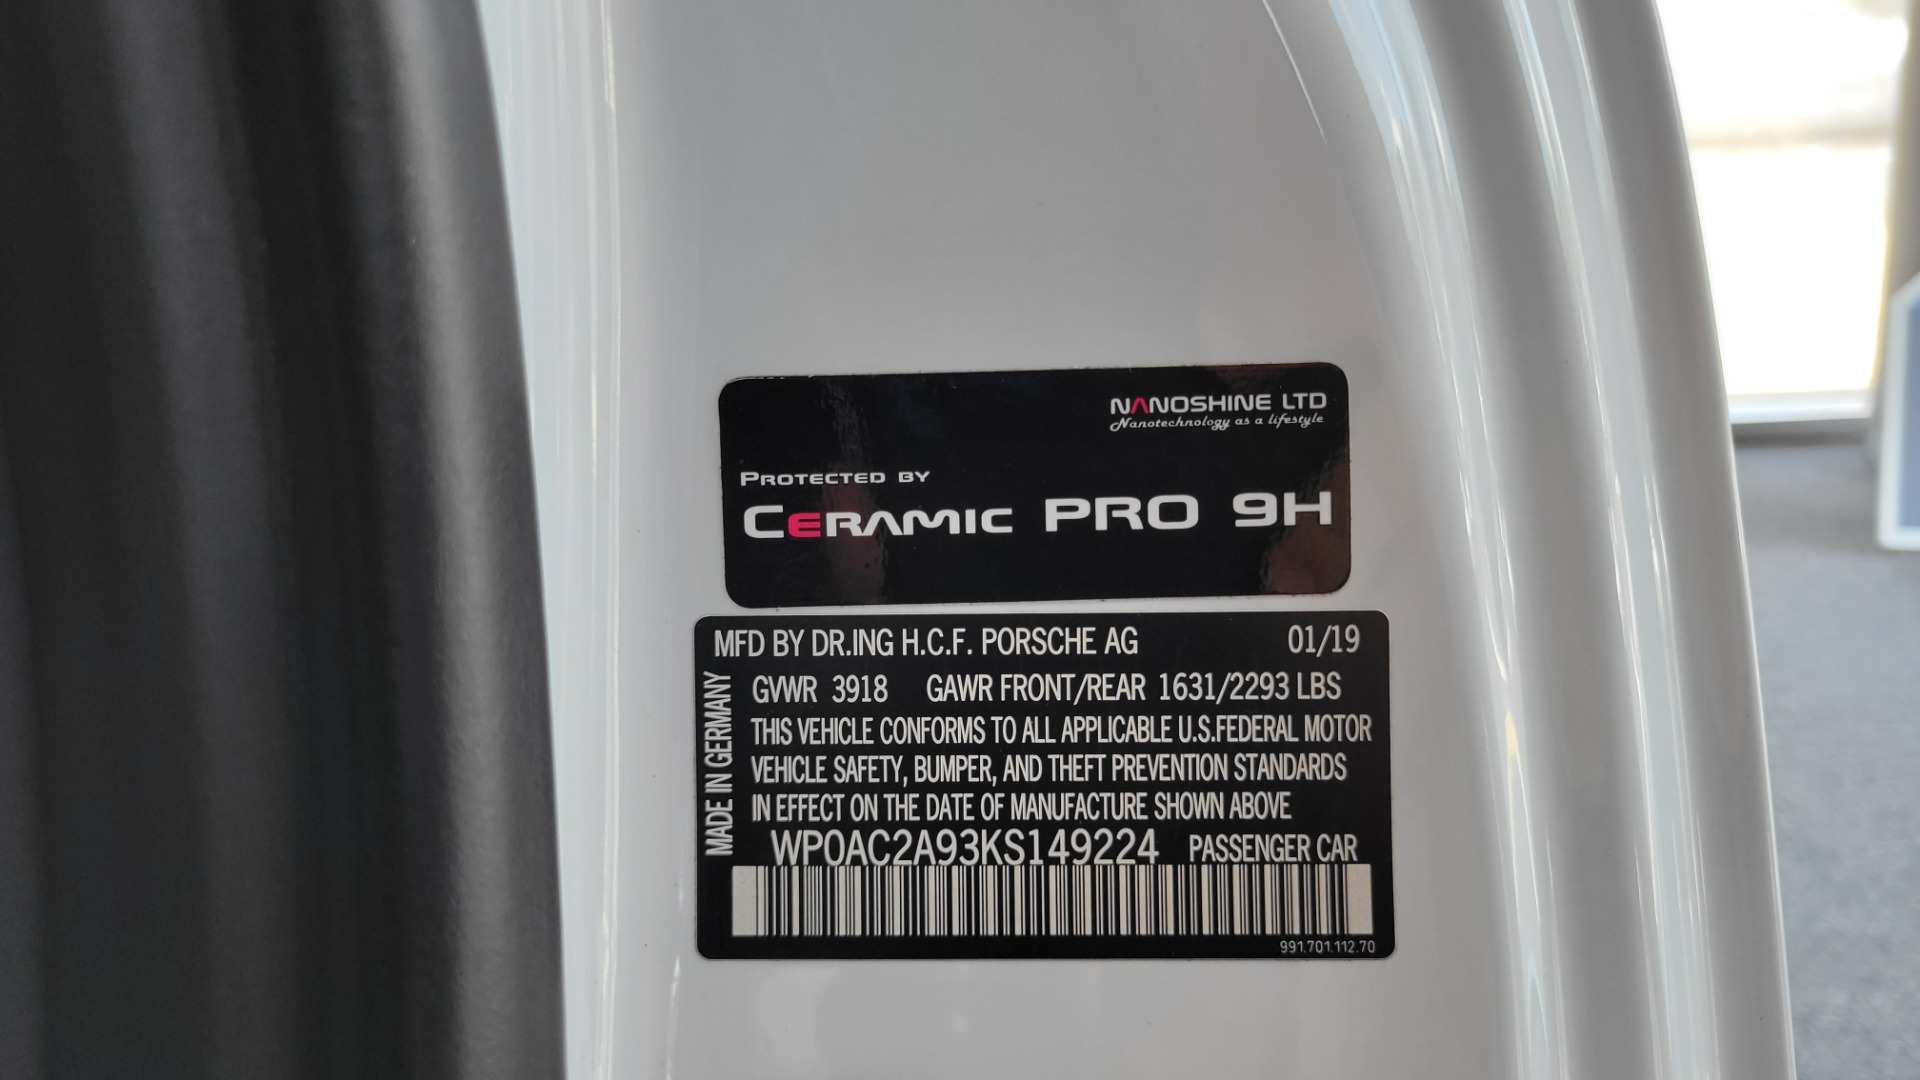 NANOSHINE LTD
Nanotechnology as a lifestyle
PROTECTED BY
CERAMIC PRO 9H
MFD BY DR.ING H.C.F. PORSCHE AG 01/19
GVWR 3918 GAWR FRONT/REAR 1631/2293 LBS
THIS VEHICLE CONFORMS TO ALL APPLICABLE U.S.FEDERAL MOTOR
VEHICLE SAFETY, BUMPER, AND THEFT PREVENTION STANDARDS
IN EFFECT ON THE DATE OF MANUFACTURE SHOWN ABOVE
WP0AC2A93KS149224 PASSENGER CAR
991.701.112.70
MADE IN GERMANY